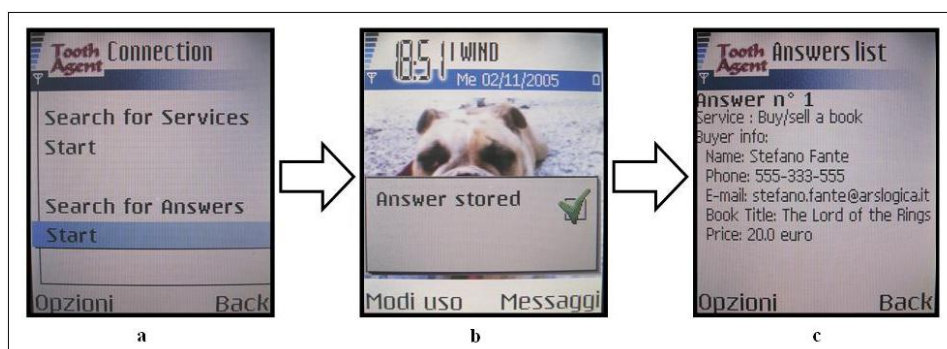 Tooth Agent Connection
Search for Services
Start
Search for Answers
Start
Opzioni Back
a
18:51 I WIND
Me 02/11/2005
Answer stored
Modi uso Messaggi
b
Tooth Agent Answers list
Answer n° 1
Service : Buy/sell a book
Buyer info:
Name: Stefano Fante
Phone: 555-333-555
E-mail: stefano.fante@arslogica.it
Book Title: The Lord of the Rings
Price: 20.0 euro
Opzioni Back
c